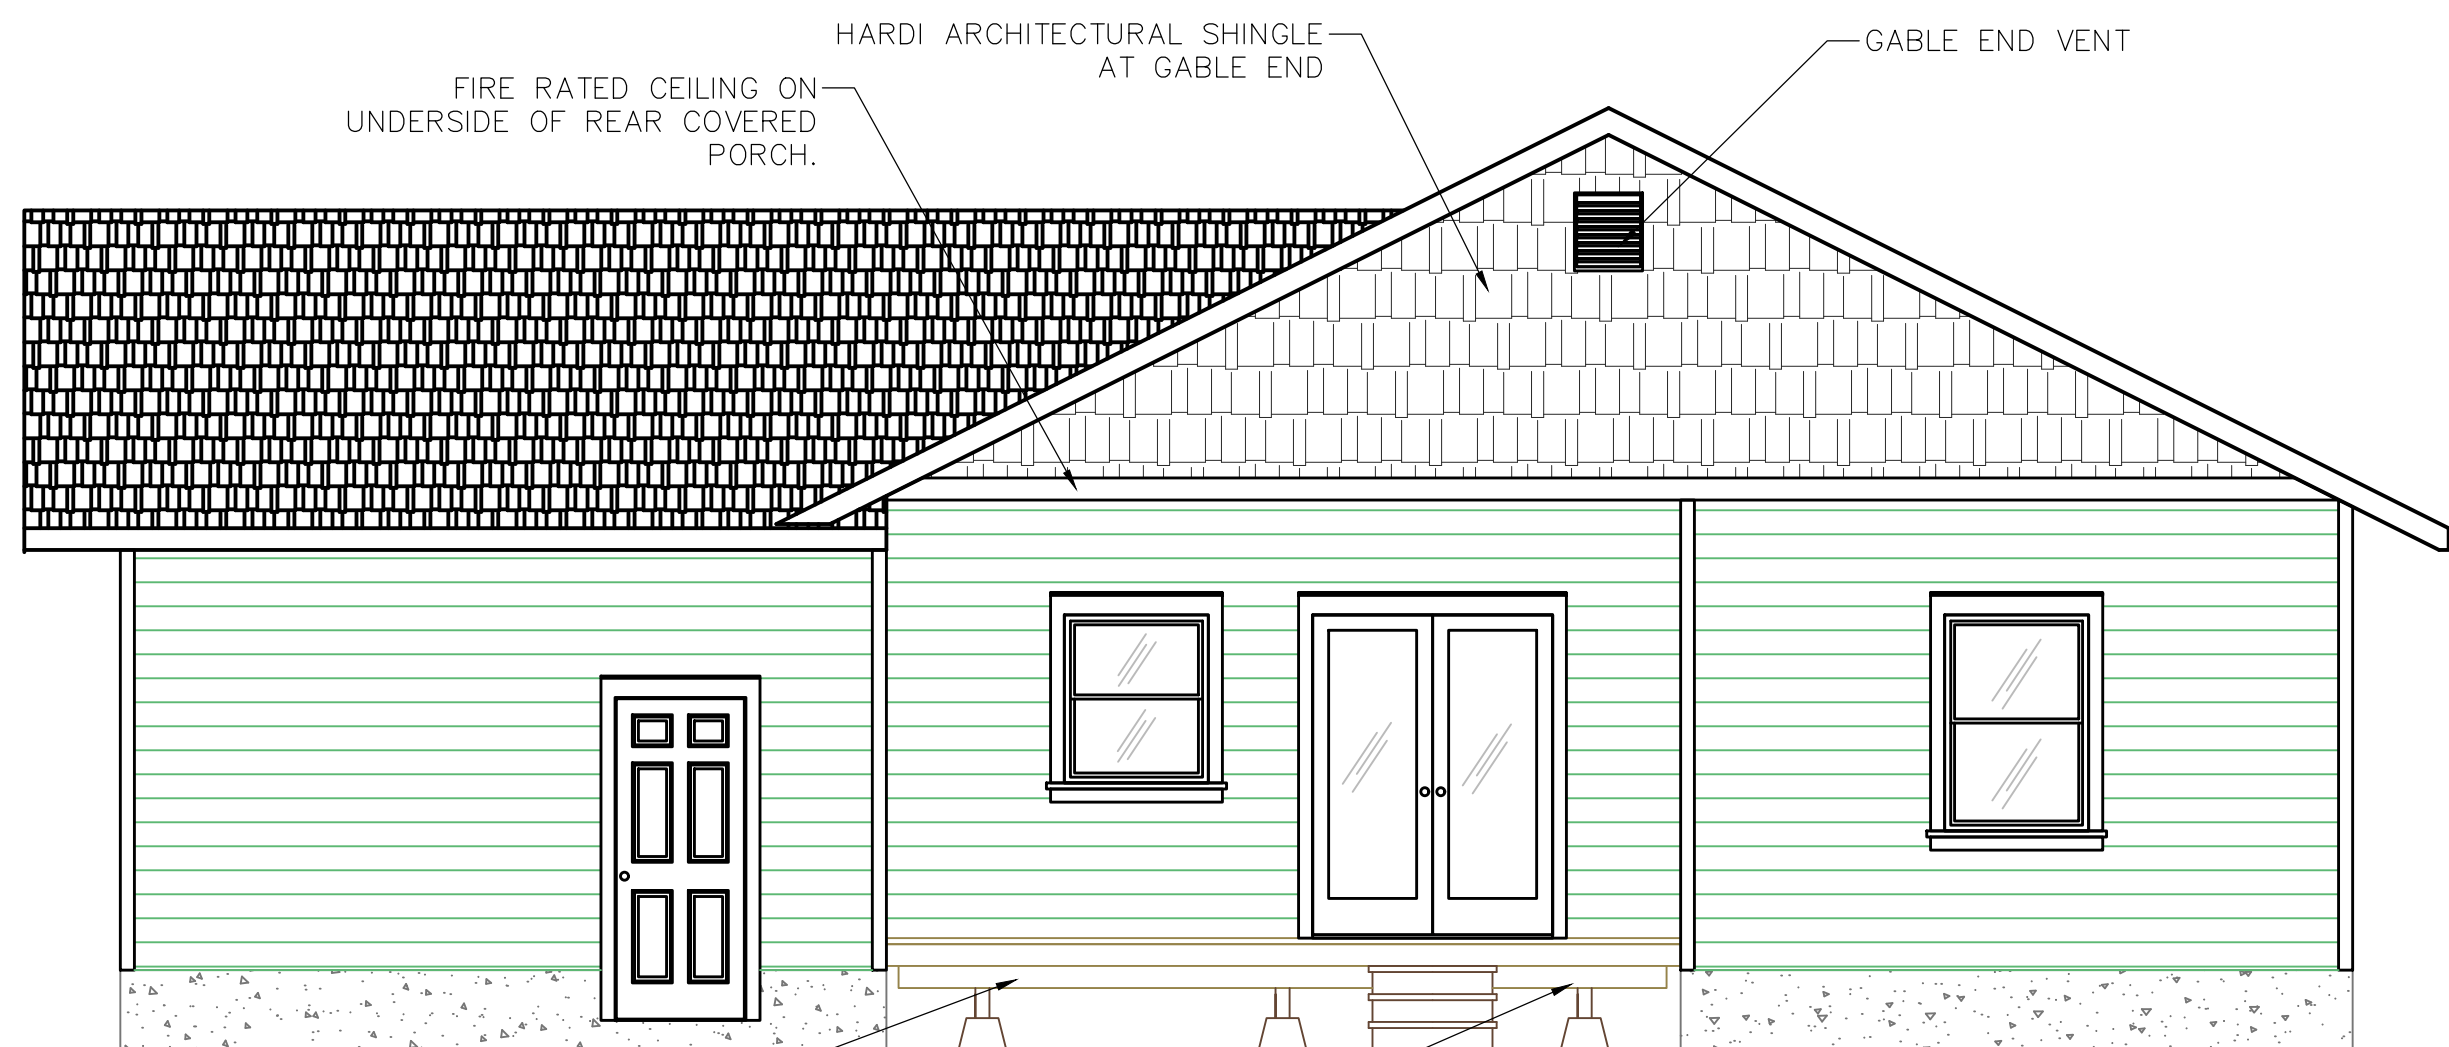 HARDI ARCHITECTURAL SHINGLE
AT GABLE END
GABLE END VENT
FIRE RATED CEILING ON
UNDERSIDE OF REAR COVERED
PORCH.